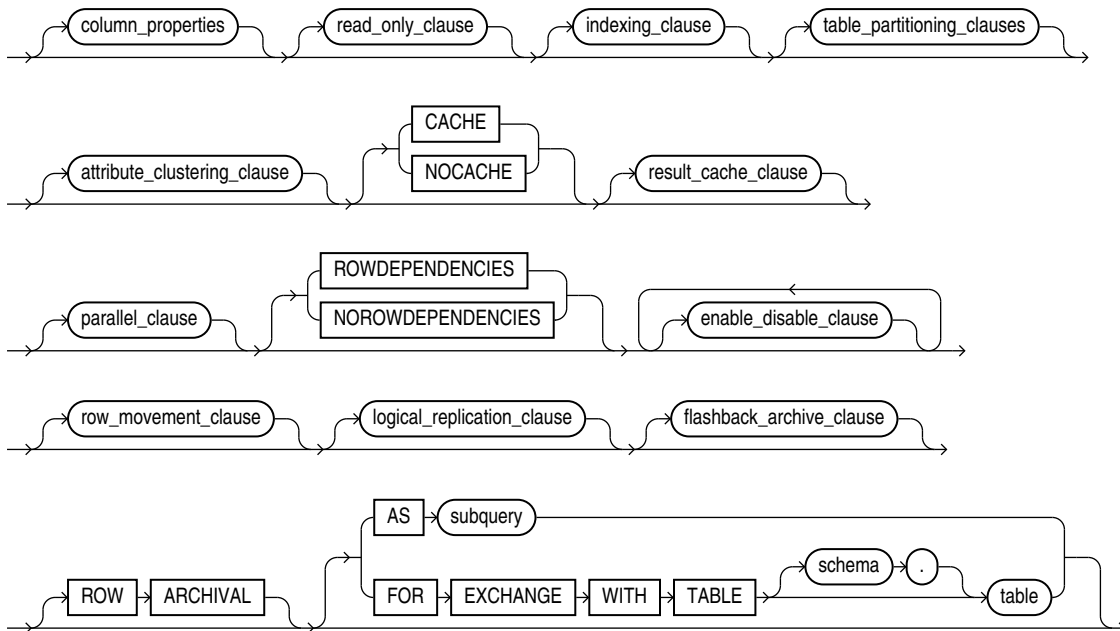 column_properties read_only_clause indexing_clause table_partitioning_clauses
CACHE
attribute_clustering_clause NOCACHE result_cache_clause
ROWDEPENDENCIES
parallel_clause NOROWDEPENDENCIES enable_disable_clause
row_movement_clause logical_replication_clause flashback_archive_clause
AS subquery
schema .
ROW ARCHIVAL FOR EXCHANGE WITH TABLE table